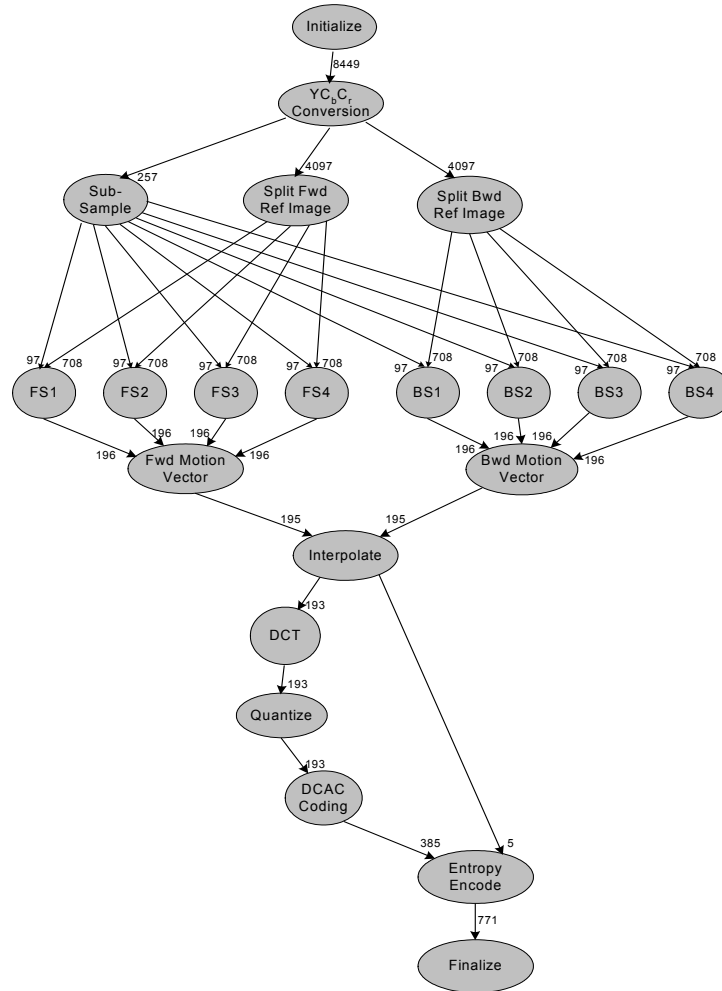 Initialize
8449
YCbCr
Conversion
257
4097
4097
Sub-
Sample
Split Fwd
Ref Image
Split Bwd
Ref Image
97
708
97
708
97
708
97
708
97
708
97
708
97
708
97
708
FS1
FS2
FS3
FS4
BS1
BS2
BS3
BS4
196
196
196
196
196
196
196
196
Fwd Motion
Vector
Bwd Motion
Vector
195
195
Interpolate
193
DCT
193
Quantize
193
DCAC
Coding
385
5
Entropy
Encode
771
Finalize